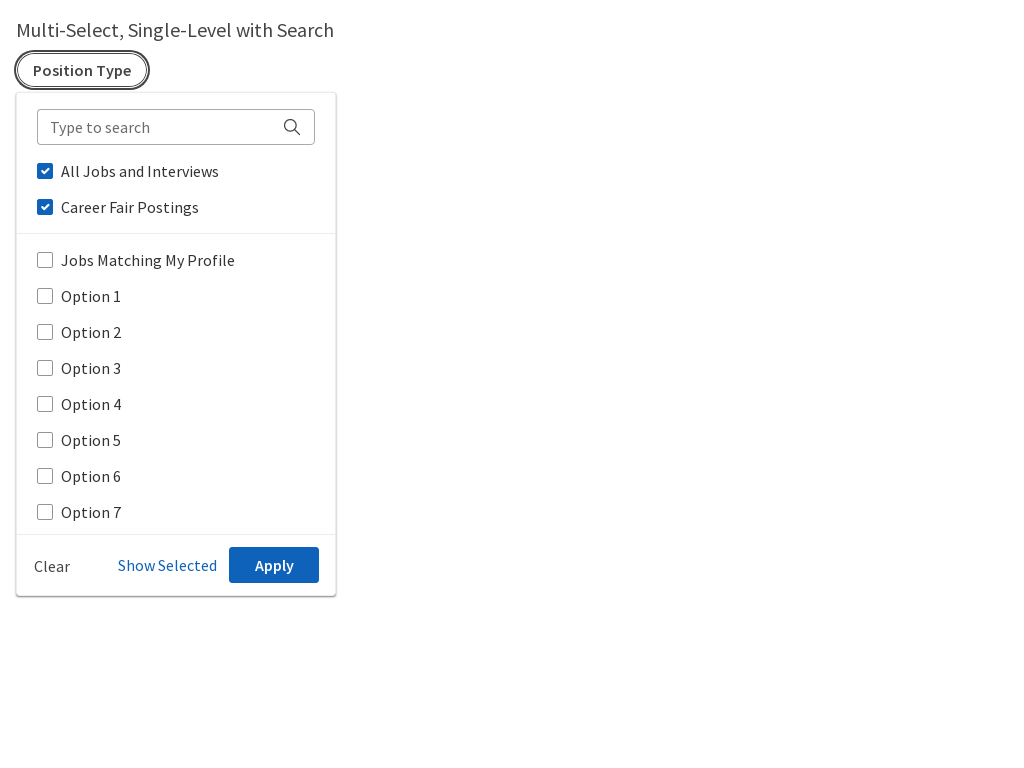 Multi-Select, Single-Level with Search
Position Type
Type to search
All Jobs and Interviews
Career Fair Postings
Jobs Matching My Profile
Option 1
Option 2
Option 3
Option 4
Option 5
Option 6
Option 7
Clear Show Selected Apply